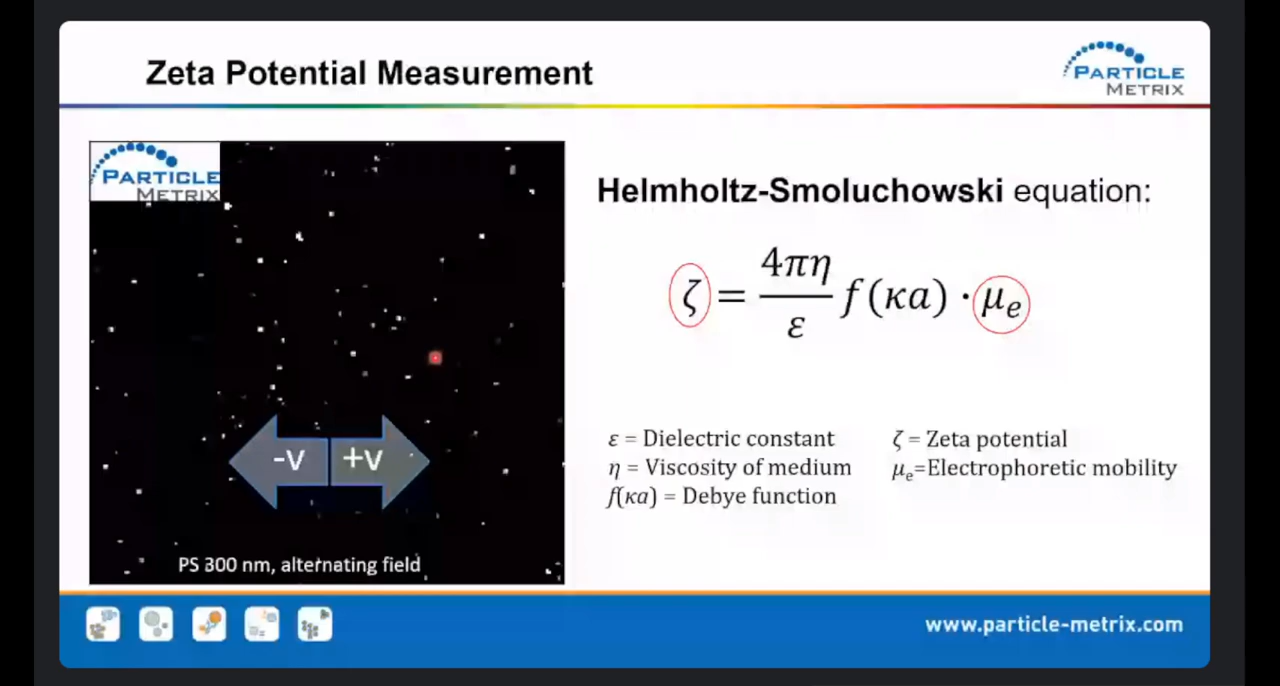 Zeta Potential Measurement
PARTICLE
METRIX
PARTICLE
METRIX
-v +v
PS 300 nm, alternating field
Helmholtz-Smoluchowski equation:
ζ = 4πη/ε f(κa) · μₑ
ε = Dielectric constant
η = Viscosity of medium
f(κa) = Debye function
ζ = Zeta potential
μₑ=Electrophoretic mobility
www.particle-metrix.com